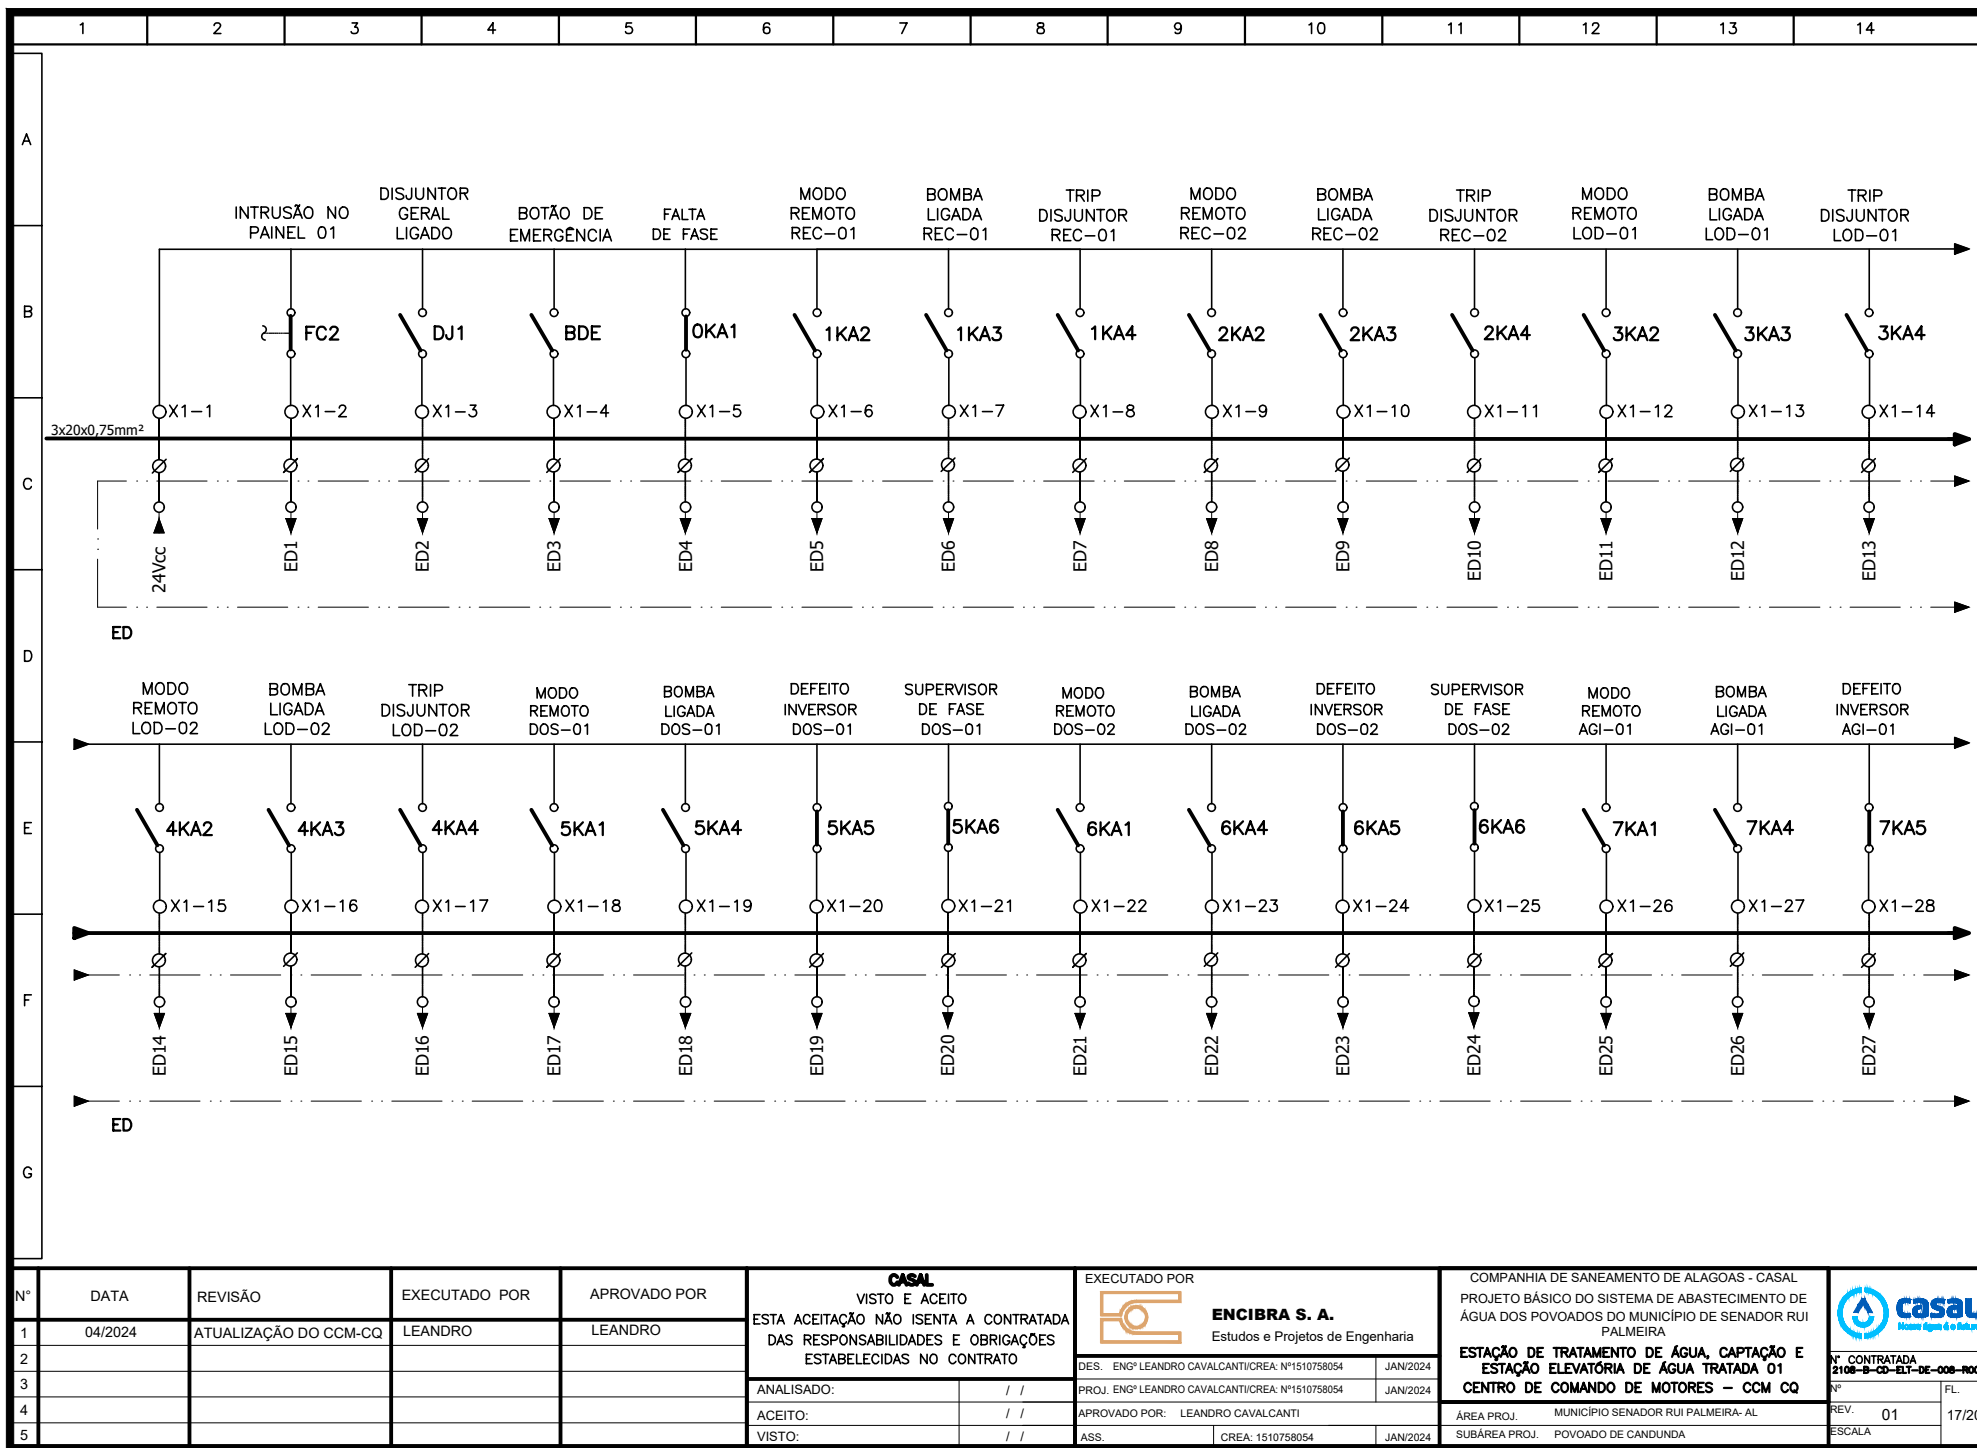 1 2 3 4 5 6 7 8 9 10 11 12 13 14
A
B
C
D
E
F
G
INTRUSÃO NO
PAINEL 01
DISJUNTOR
GERAL
LIGADO
BOTÃO DE
EMERGÊNCIA
FALTA
DE FASE
MODO
REMOTO
REC-01
BOMBA
LIGADA
REC-01
TRIP
DISJUNTOR
REC-01
MODO
REMOTO
REC-02
BOMBA
LIGADA
REC-02
TRIP
DISJUNTOR
REC-02
MODO
REMOTO
LOD-01
BOMBA
LIGADA
LOD-01
TRIP
DISJUNTOR
LOD-01
FC2 DJ1 BDE 0KA1 1KA2 1KA3 1KA4 2KA2 2KA3 2KA4 3KA2 3KA3 3KA4
X1-1 X1-2 X1-3 X1-4 X1-5 X1-6 X1-7 X1-8 X1-9 X1-10 X1-11 X1-12 X1-13 X1-14
3x20x0,75mm²
24Vcc ED1 ED2 ED3 ED4 ED5 ED6 ED7 ED8 ED9 ED10 ED11 ED12 ED13
ED
MODO
REMOTO
LOD-02
BOMBA
LIGADA
LOD-02
TRIP
DISJUNTOR
LOD-02
MODO
REMOTO
DOS-01
BOMBA
LIGADA
DOS-01
DEFEITO
INVERSOR
DOS-01
SUPERVISOR
DE FASE
DOS-01
MODO
REMOTO
DOS-02
BOMBA
LIGADA
DOS-02
DEFEITO
INVERSOR
DOS-02
SUPERVISOR
DE FASE
DOS-02
MODO
REMOTO
AGI-01
BOMBA
LIGADA
AGI-01
DEFEITO
INVERSOR
AGI-01
4KA2 4KA3 4KA4 5KA1 5KA4 5KA5 5KA6 6KA1 6KA4 6KA5 6KA6 7KA1 7KA4 7KA5
X1-15 X1-16 X1-17 X1-18 X1-19 X1-20 X1-21 X1-22 X1-23 X1-24 X1-25 X1-26 X1-27 X1-28
ED14 ED15 ED16 ED17 ED18 ED19 ED20 ED21 ED22 ED23 ED24 ED25 ED26 ED27
ED
N° DATA REVISÃO EXECUTADO POR APROVADO POR
1 04/2024 ATUALIZAÇÃO DO CCM-CQ LEANDRO LEANDRO
2
3
4
5
CASAL
VISTO E ACEITO
ESTA ACEITAÇÃO NÃO ISENTA A CONTRATADA
DAS RESPONSABILIDADES E OBRIGAÇÕES
ESTABELECIDAS NO CONTRATO
ANALISADO: / /
ACEITO: / /
VISTO: / /
EXECUTADO POR
ENCIBRA S. A.
Estudos e Projetos de Engenharia
DES. ENGº LEANDRO CAVALCANTI/CREA: Nº1510758054 JAN/2024
PROJ. ENGº LEANDRO CAVALCANTI/CREA: Nº1510758054 JAN/2024
APROVADO POR: LEANDRO CAVALCANTI
ASS. CREA: 1510758054 JAN/2024
COMPANHIA DE SANEAMENTO DE ALAGOAS - CASAL
PROJETO BÁSICO DO SISTEMA DE ABASTECIMENTO DE
ÁGUA DOS POVOADOS DO MUNICÍPIO DE SENADOR RUI
PALMEIRA
ESTAÇÃO DE TRATAMENTO DE ÁGUA, CAPTAÇÃO E
ESTAÇÃO ELEVATÓRIA DE ÁGUA TRATADA 01
CENTRO DE COMANDO DE MOTORES – CCM CQ
ÁREA PROJ. MUNICÍPIO SENADOR RUI PALMEIRA- AL
SUBÁREA PROJ. POVOADO DE CANDUNDA
casal
N° CONTRATADA
2108-B-CD-ELT-DE-008-R00
Nº FL.
REV. 01 17/20
ESCALA